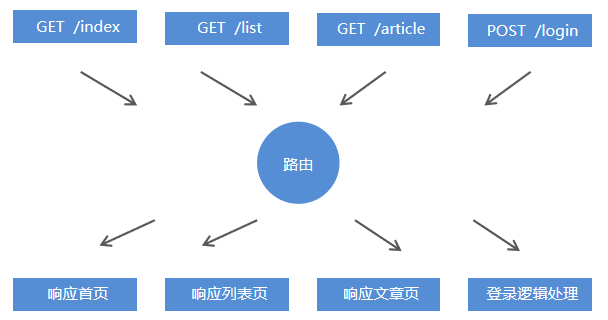 GET /index
GET /list
GET /article
POST /login
路由
响应首页
响应列表页
响应文章页
登录逻辑处理